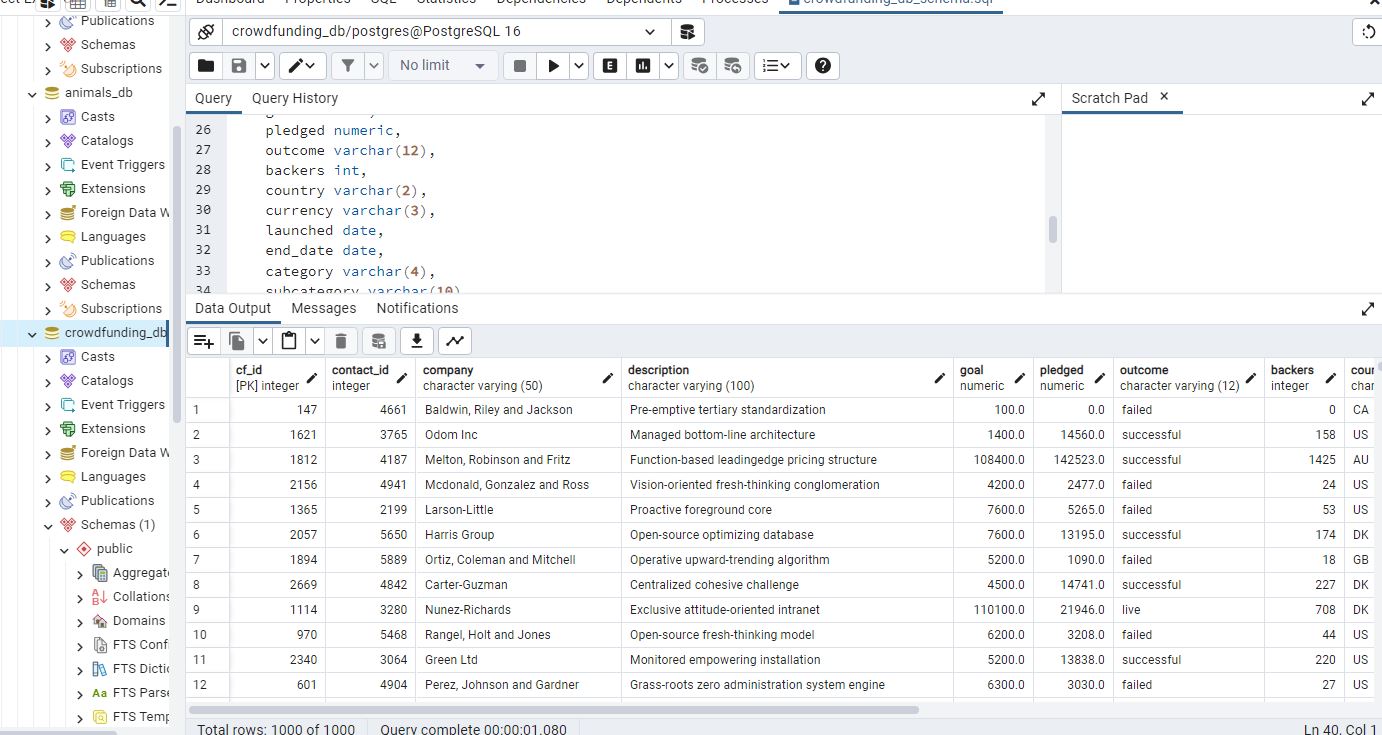 Dashboard Properties SQL Statistics Dependencies Dependents Processes crowdfunding_db_schema.sql
crowdfunding_db/postgres@PostgreSQL 16
No limit
E
Publications
Schemas
Subscriptions
animals_db
Casts
Catalogs
Event Triggers
Extensions
Foreign Data W
Languages
Publications
Schemas
Subscriptions
crowdfunding_db
Casts
Catalogs
Event Triggers
Extensions
Foreign Data W
Languages
Publications
Schemas (1)
public
Aggregat
Collations
Domains
FTS Confi
FTS Dictio
Aa FTS Parse
FTS Temp
Query Query History
Scratch Pad
26 pledged numeric,
27 outcome varchar(12),
28 backers int,
29 country varchar(2),
30 currency varchar(3),
31 launched date,
32 end_date date,
33 category varchar(4),
34 subcategory varchar(10)
Data Output Messages Notifications
cf_id contact_id company description goal pledged outcome backers cour
[PK] integer integer character varying (50) character varying (100) numeric numeric character varying (12) integer char
1 147 4661 Baldwin, Riley and Jackson Pre-emptive tertiary standardization 100.0 0.0 failed 0 CA
2 1621 3765 Odom Inc Managed bottom-line architecture 1400.0 14560.0 successful 158 US
3 1812 4187 Melton, Robinson and Fritz Function-based leadingedge pricing structure 108400.0 142523.0 successful 1425 AU
4 2156 4941 Mcdonald, Gonzalez and Ross Vision-oriented fresh-thinking conglomeration 4200.0 2477.0 failed 24 US
5 1365 2199 Larson-Little Proactive foreground core 7600.0 5265.0 failed 53 US
6 2057 5650 Harris Group Open-source optimizing database 7600.0 13195.0 successful 174 DK
7 1894 5889 Ortiz, Coleman and Mitchell Operative upward-trending algorithm 5200.0 1090.0 failed 18 GB
8 2669 4842 Carter-Guzman Centralized cohesive challenge 4500.0 14741.0 successful 227 DK
9 1114 3280 Nunez-Richards Exclusive attitude-oriented intranet 110100.0 21946.0 live 708 DK
10 970 5468 Rangel, Holt and Jones Open-source fresh-thinking model 6200.0 3208.0 failed 44 US
11 2340 3064 Green Ltd Monitored empowering installation 5200.0 13838.0 successful 220 US
12 601 4904 Perez, Johnson and Gardner Grass-roots zero administration system engine 6300.0 3030.0 failed 27 US
Total rows: 1000 of 1000 Query complete 00:00:01.080 Ln 40, Col 1